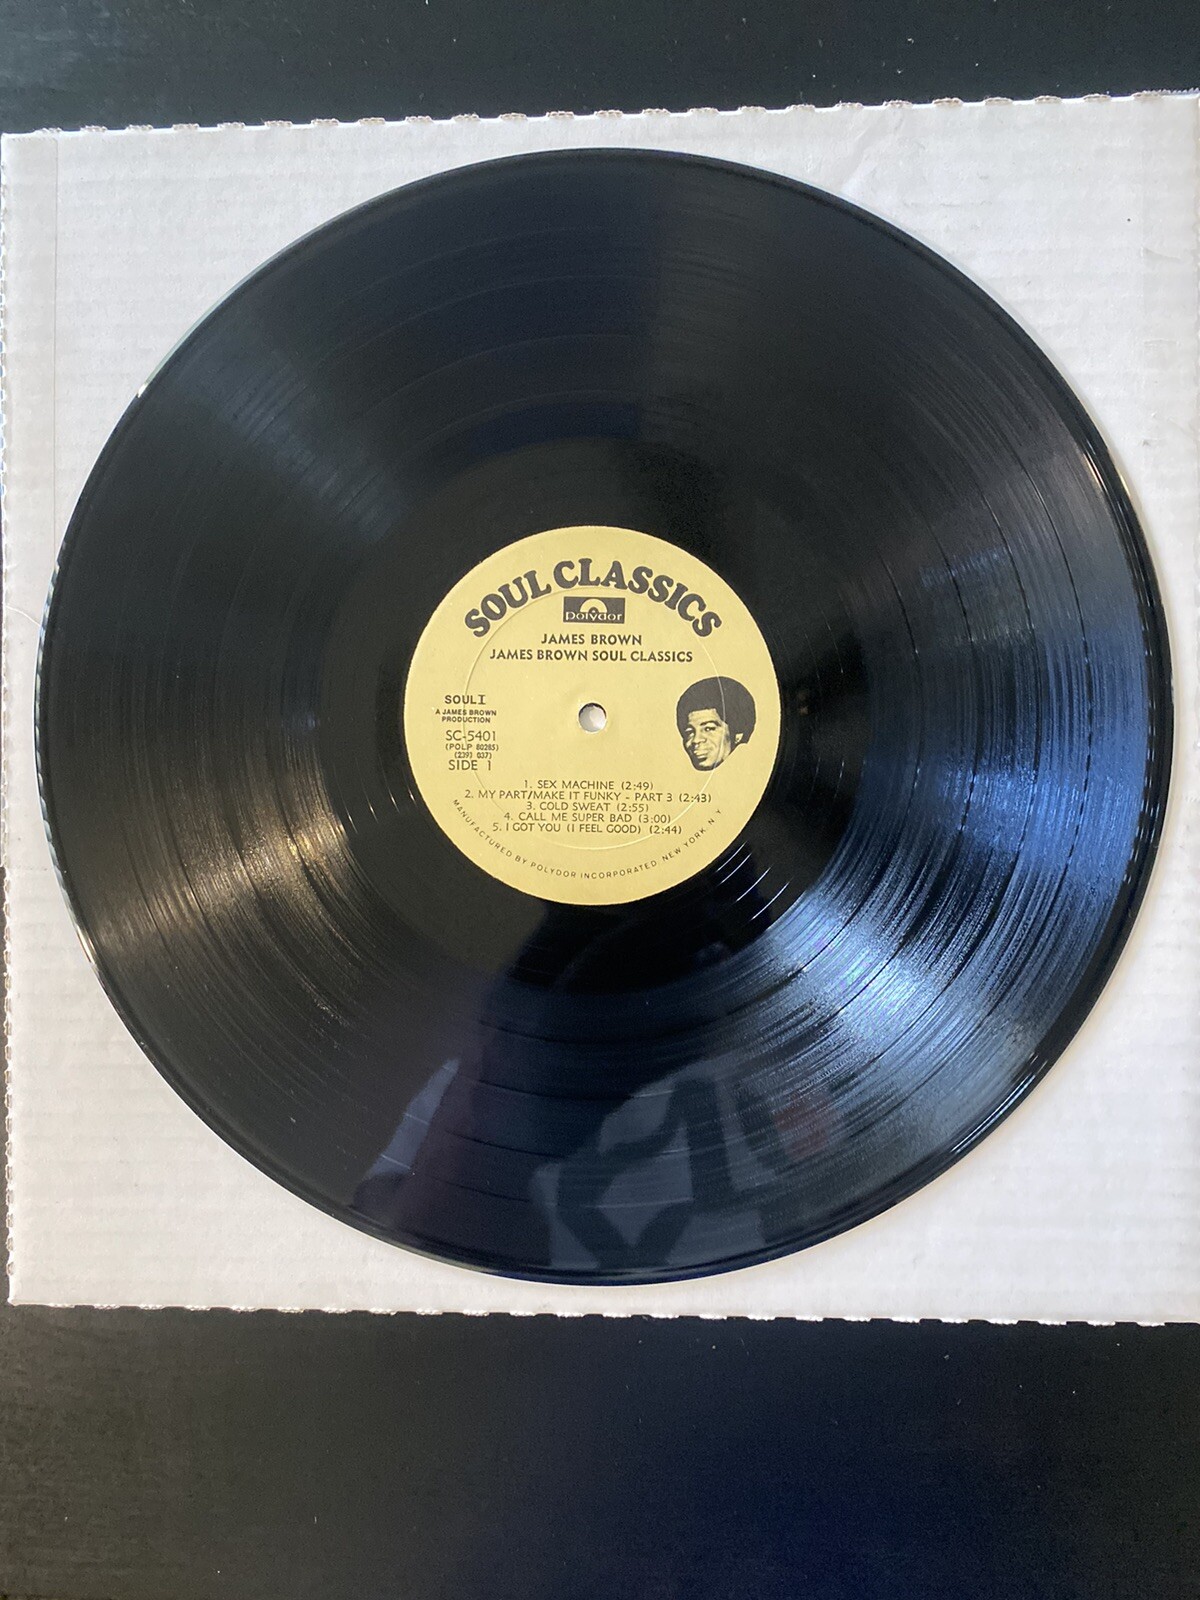 SOUL CLASSICS
polydor
JAMES BROWN
JAMES BROWN SOUL CLASSICS
SOUL I
A JAMES BROWN
PRODUCTION
SC-5401
(POLP 80285)
(2391 037)
SIDE 1
1. SEX MACHINE (2:49)
2. MY PART/MAKE IT FUNKY - PART 3 (2:43)
3. COLD SWEAT (2:55)
4. CALL ME SUPER BAD (3:00)
5. I GOT YOU (I FEEL GOOD) (2:44)
MANUFACTURED BY POLYDOR INCORPORATED, NEW YORK, N.Y.